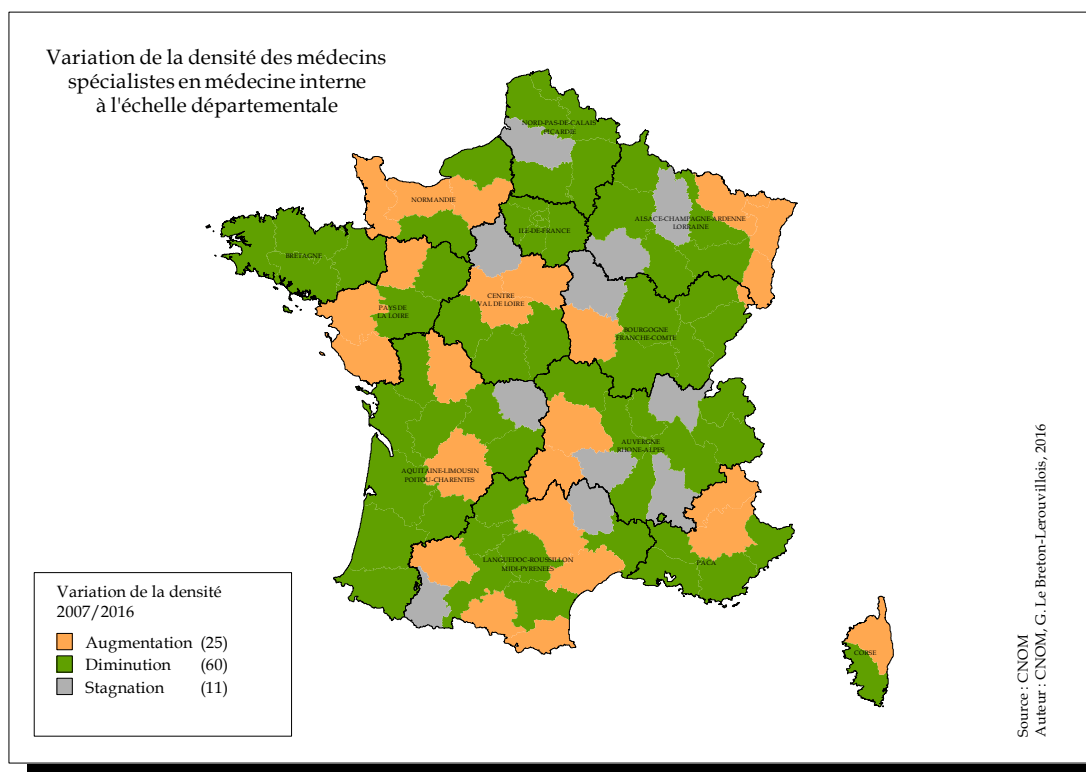 Variation de la densité des médecins
spécialistes en médecine interne
à l'échelle départementale
NORD-PAS-DE-CALAIS
PICARDIE
NORMANDIE
ILE-DE-FRANCE
ALSACE-CHAMPAGNE-ARDENNE
LORRAINE
BRETAGNE
PAYS DE
LA LOIRE
CENTRE
VAL DE LOIRE
BOURGOGNE
FRANCHE-COMTE
AQUITAINE-LIMOUSIN
POITOU-CHARENTES
AUVERGNE
RHONE-ALPES
LANGUEDOC-ROUSSILLON
MIDI-PYRENEES
PACA
CORSE
Variation de la densité
2007/2016
Augmentation (25)
Diminution (60)
Stagnation (11)
Source : CNOM
Auteur : CNOM, G. Le Breton-Lerouvillois, 2016